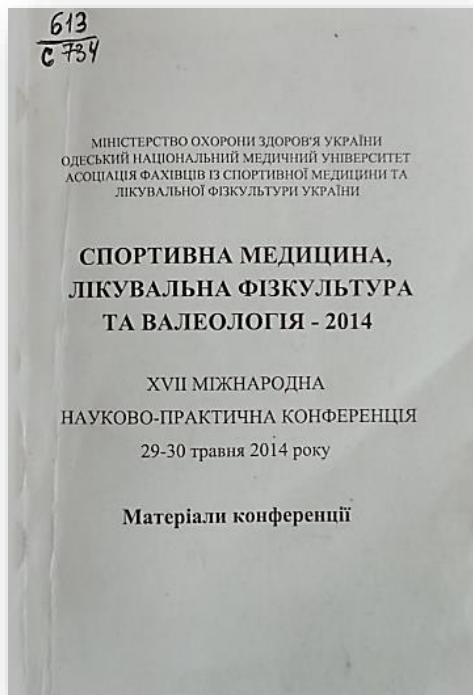 613
С 734
МІНІСТЕРСТВО ОХОРОНИ ЗДОРОВ'Я УКРАЇНИ
ОДЕСЬКИЙ НАЦІОНАЛЬНИЙ МЕДИЧНИЙ УНІВЕРСИТЕТ
АСОЦІАЦІЯ ФАХІВЦІВ ІЗ СПОРТИВНОЇ МЕДИЦИНИ ТА
ЛІКУВАЛЬНОЇ ФІЗКУЛЬТУРИ УКРАЇНИ
СПОРТИВНА МЕДИЦИНА,
ЛІКУВАЛЬНА ФІЗКУЛЬТУРА
ТА ВАЛЕОЛОГІЯ - 2014
XVII МІЖНАРОДНА
НАУКОВО-ПРАКТИЧНА КОНФЕРЕНЦІЯ
29-30 травня 2014 року
Матеріали конференції